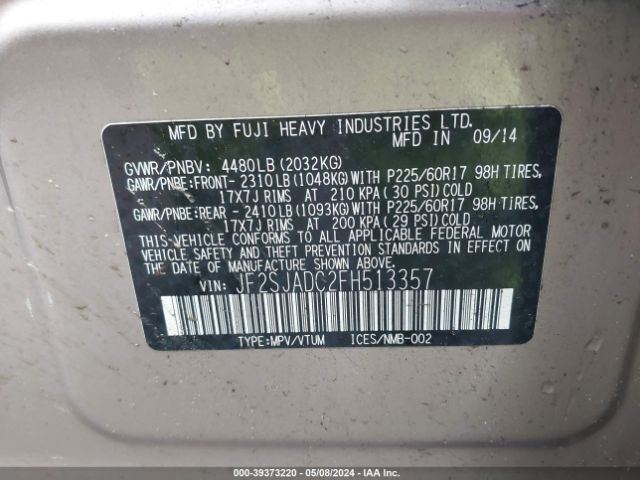 MFD BY FUJI HEAVY INDUSTRIES LTD.
MFD IN 09/14
GVWR/PNBV: 4480LB(2032KG)
GAWR/PNBE:FRONT- 2310LB(1048KG)WITH P225/60R17 98H TIRES,
17X7J RIMS AT 210 KPA(30 PSI)COLD
GAWR/PNBE:REAR - 2410LB(1093KG)WITH P225/60R17 98H TIRES,
17X7J RIMS AT 200 KPA(29 PSI)COLD
THIS VEHICLE CONFORMS TO ALL APPLICABLE FEDERAL MOTOR
VEHICLE SAFETY AND THEFT PREVENTION STANDARDS IN EFFECT
ON THE DATE OF MANUFACTURE SHOWN ABOVE.
VIN: JF2SJADC2FH513357
TYPE:MPV/VTUM ICES/NMB-002
000-39373220 - 05/08/2024 - IAA, Inc.